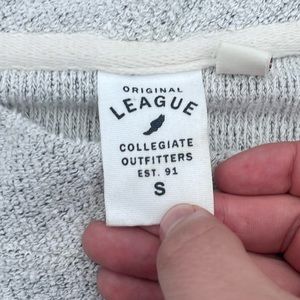 ORIGINAL
LEAGUE
COLLEGIATE
OUTFITTERS
EST. 91
S